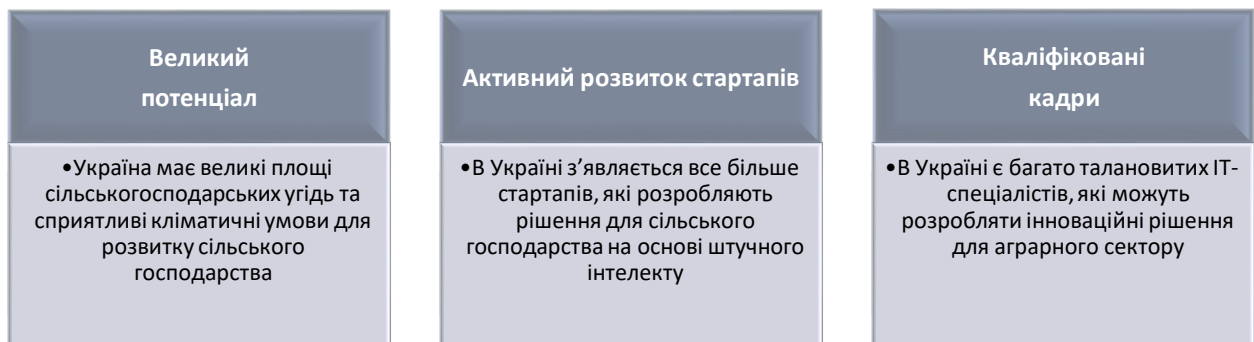 Великий
потенціал
•Україна має великі площі
сільськогосподарських угідь та
сприятливі кліматичні умови для
розвитку сільського
господарства
Активний розвиток стартапів
•В Україні з’являється все більше
стартапів, які розробляють
рішення для сільського
господарства на основі штучного
інтелекту
Кваліфіковані
кадри
•В Україні є багато талановитих ІТ-
спеціалістів, які можуть
розробляти інноваційні рішення
для аграрного сектору